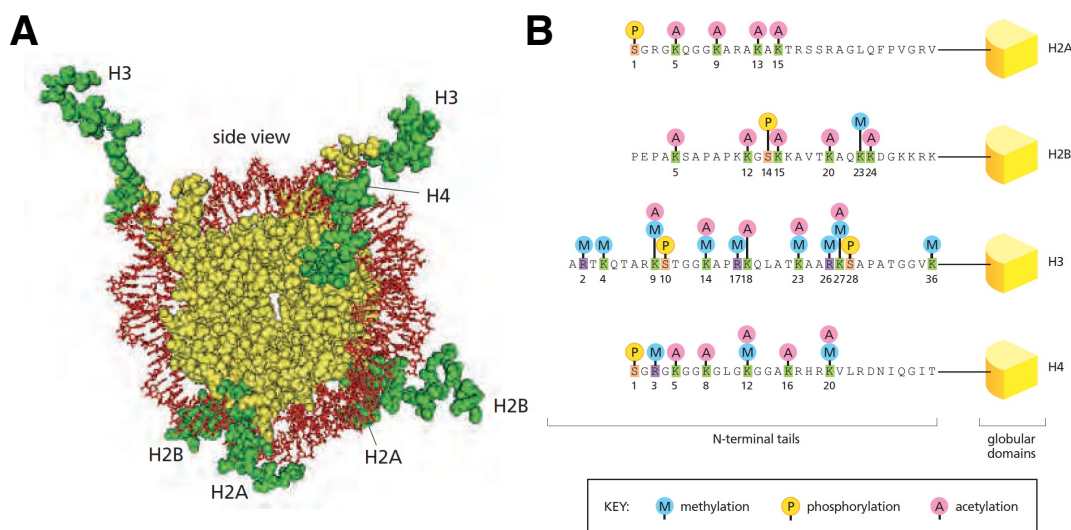 A
H3
H3
side view
H4
H2B
H2A
H2B
H2A
B
P A A A A
SGRGKQGGKARAKAKTRSSRAGLQFPVGRV
H2A
1 5 9 13 15
P M
A A A A A
PEPAKSAPAPKKGSKKAVTKAQKKDGKKRK
H2B
5 12 14 15 20 23 24
A A
A M P M A A M P
M M M M M M M
ARTKQTARKSTGGKAPRKQLATKAARKSAPATGGVK
H3
2 4 9 10 14 17 18 23 26 27 28 36
A A
P M A A M A M
SGRGKGGKGLGKGGAKRHRKVLRDNIQGIT
H4
1 3 5 8 12 16 20
N-terminal tails
globular
domains
KEY: M methylation P phosphorylation A acetylation